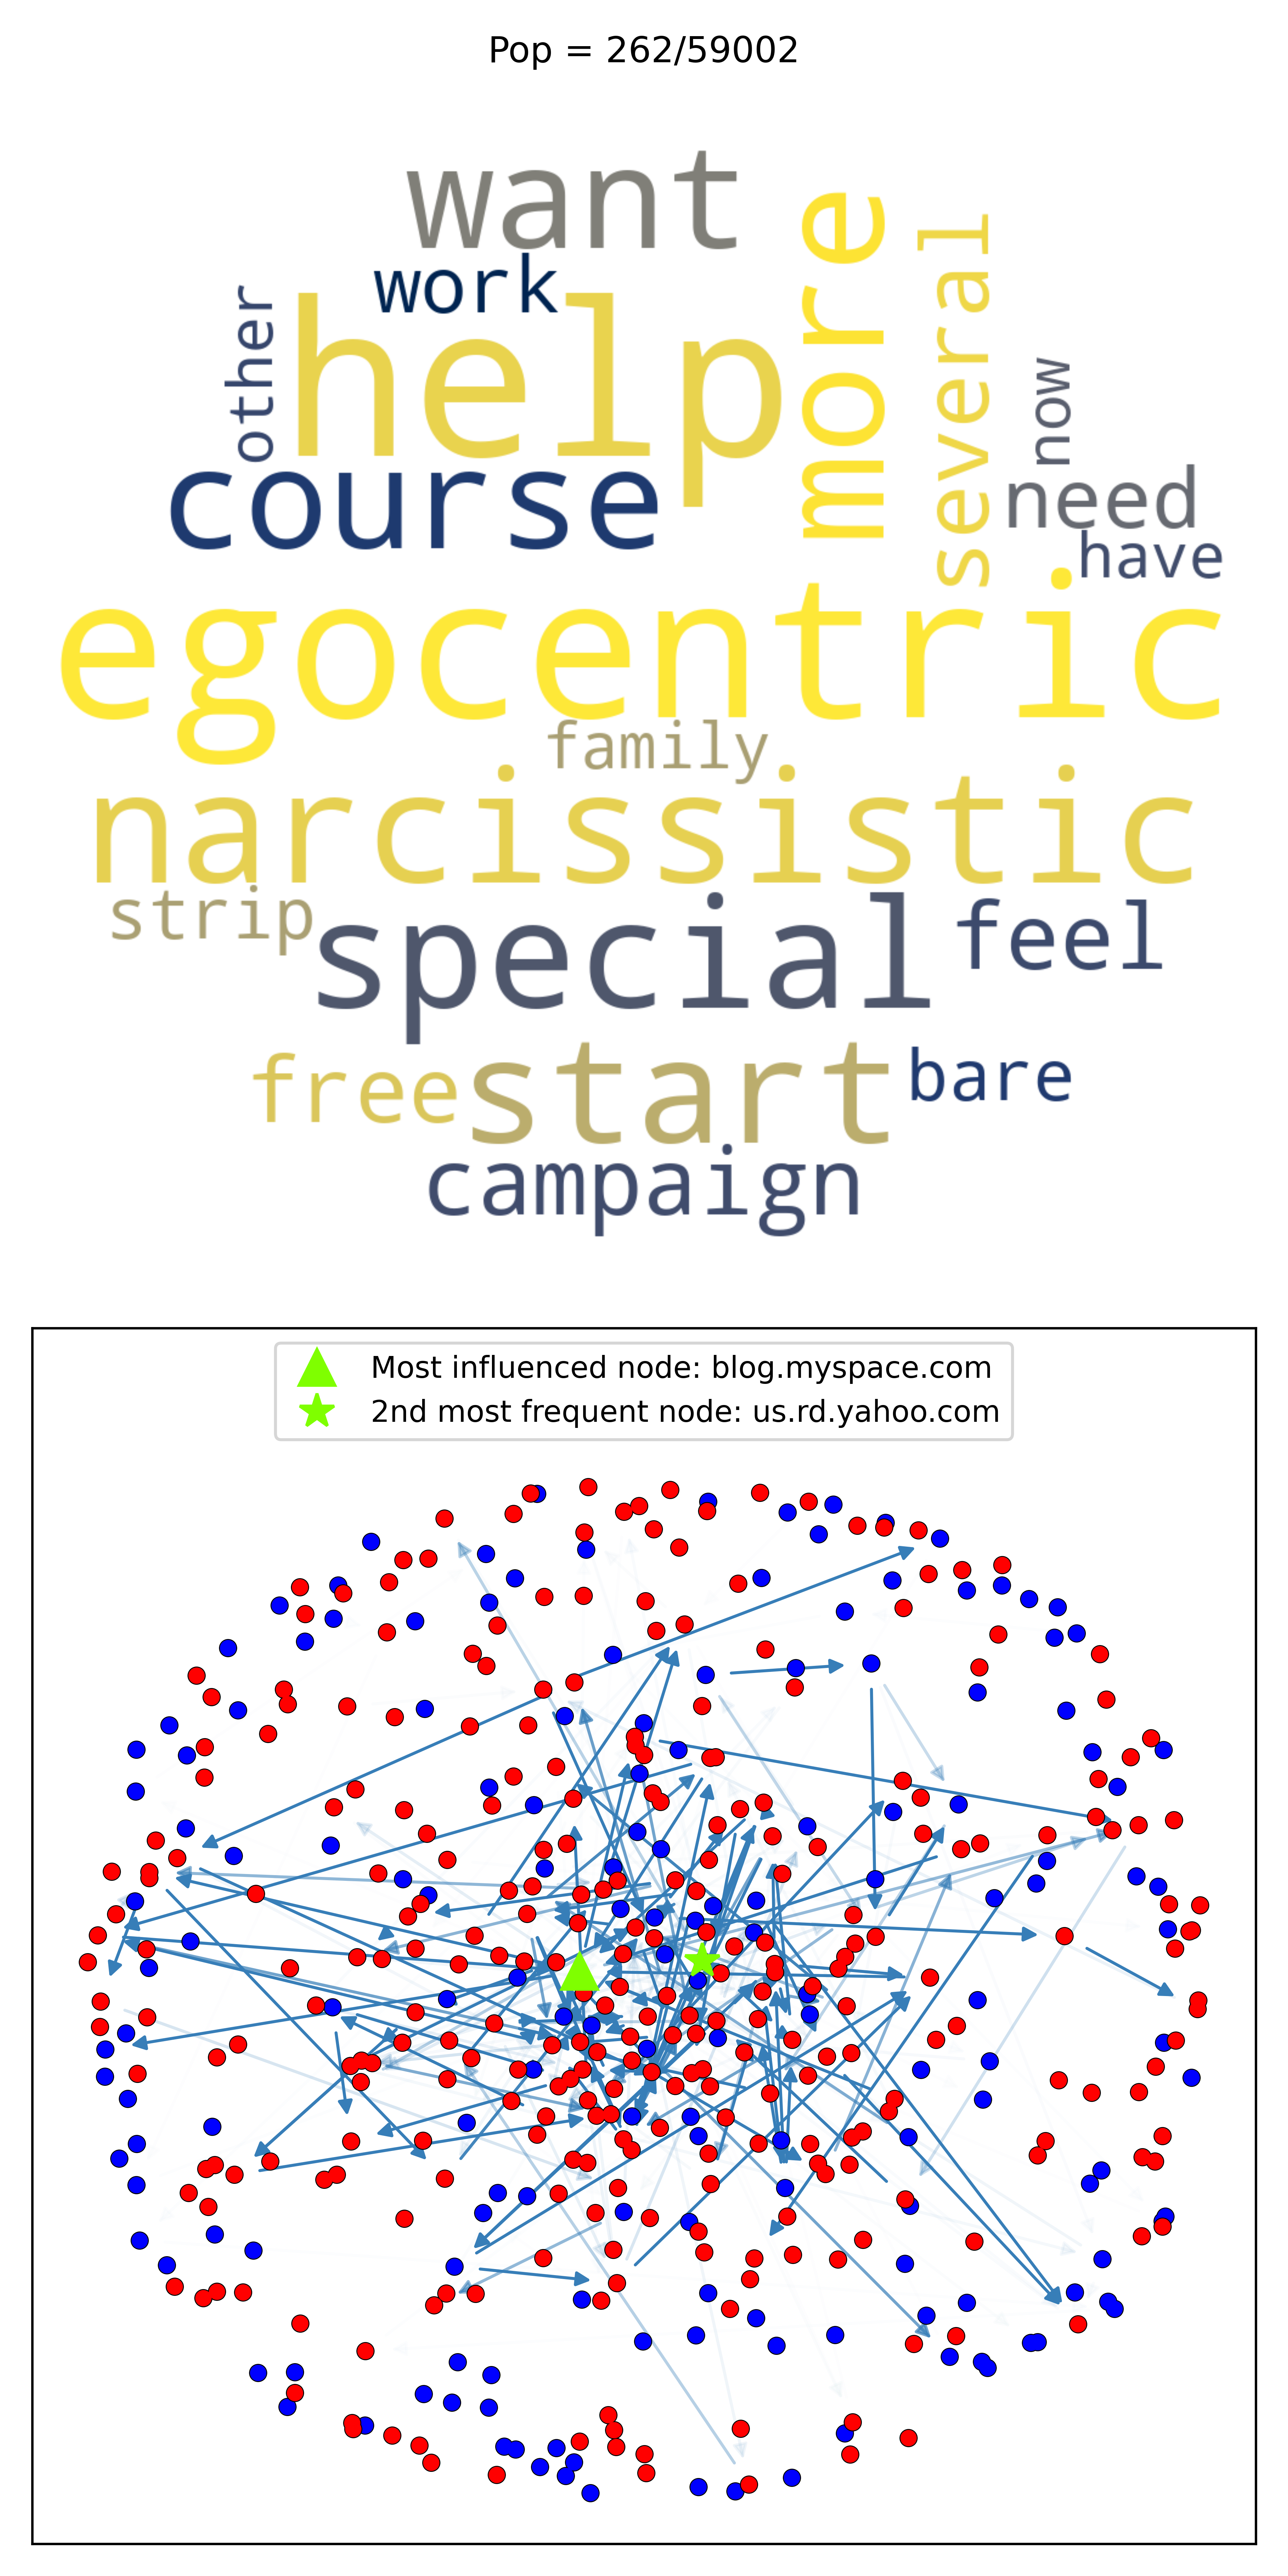 Pop = 262/59002
want
more
several
work
other
help
now
course
need
have
egocentric
family
narcissistic
strip
special
feel
free
start
bare
campaign
Most influenced node: blog.myspace.com
2nd most frequent node: us.rd.yahoo.com